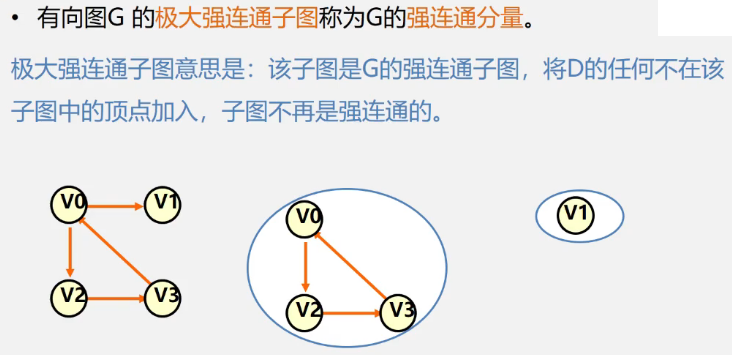 • 有向图G 的极大强连通子图称为G的强连通分量。
极大强连通子图意思是：该子图是G的强连通子图，将D的任何不在该
子图中的顶点加入，子图不再是强连通的。
V0 V1 V0 V1
V2 V3 V2 V3